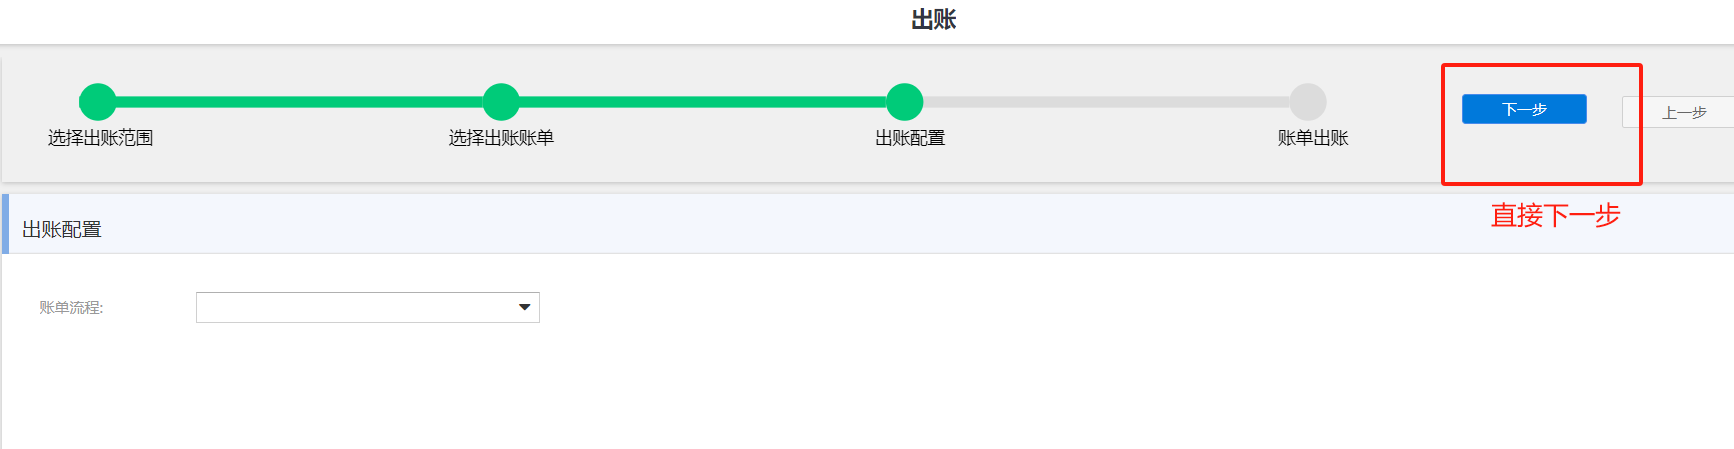 出账
选择出账范围
选择出账账单
出账配置
账单出账
下一步
上一步
直接下一步
出账配置
账单流程: